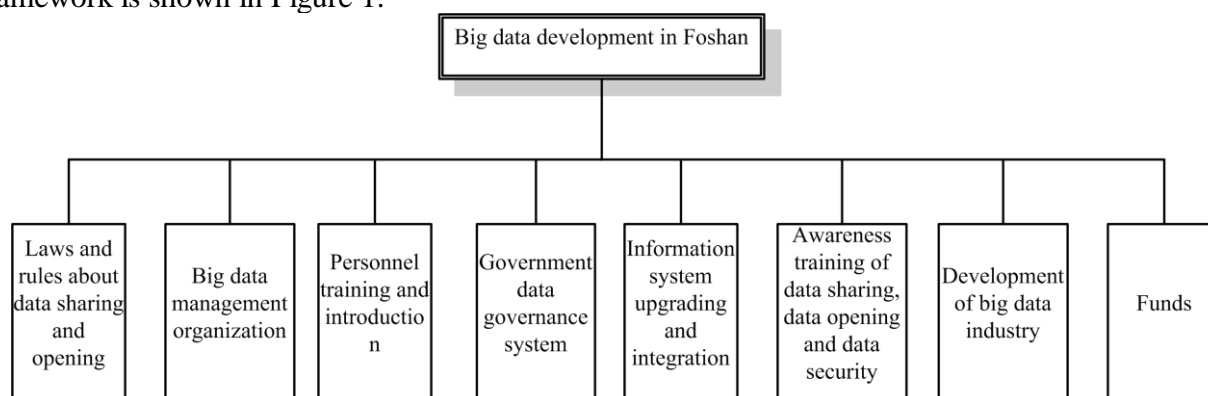 amework is shown in Figure 1.
Big data development in Foshan
Laws and
rules about
data sharing
and
opening
Big data
management
organization
Personnel
training and
introductio
n
Government
data
governance
system
Information
system
upgrading
and
integration
Awareness
training of
data sharing,
data opening
and data
security
Development
of big data
industry
Funds